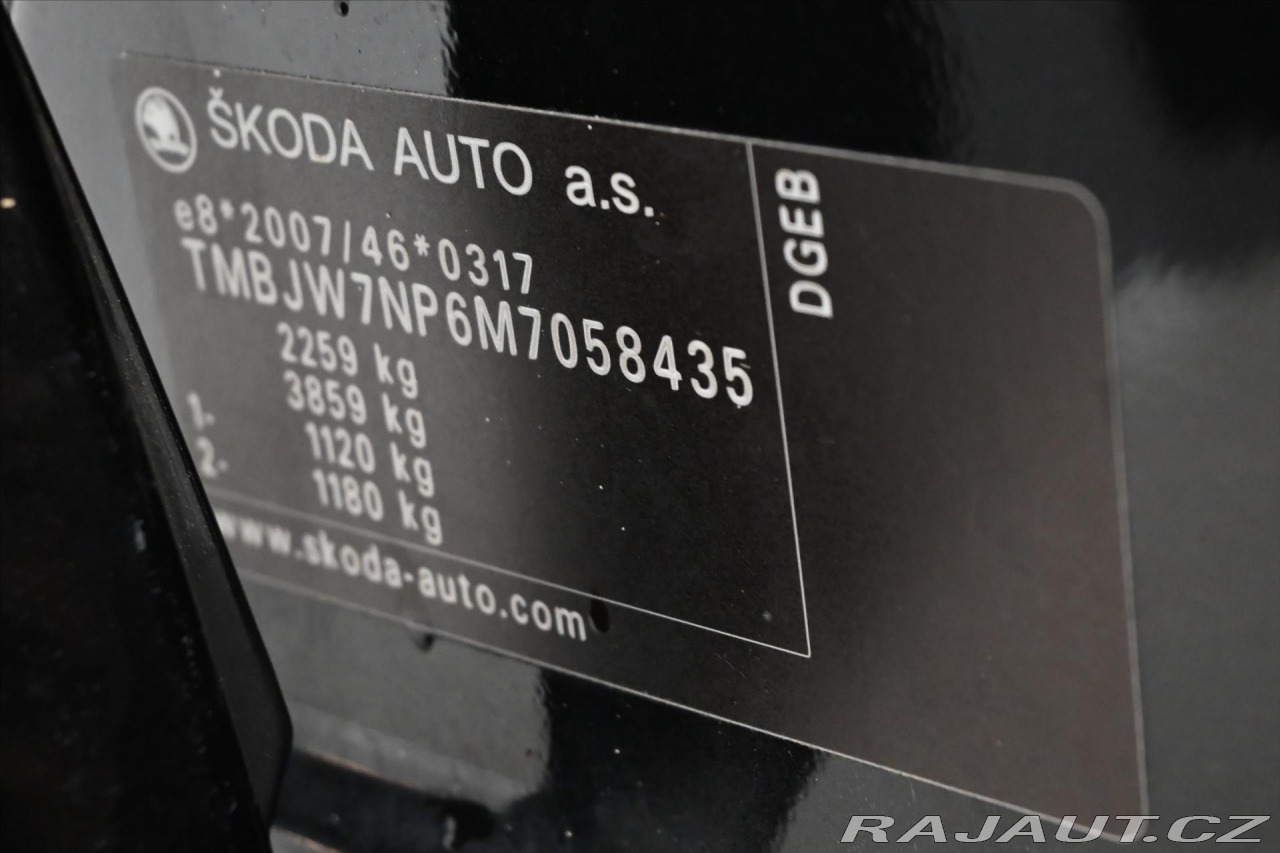 ŠKODA AUTO a.s.
e8*2007/46*0317
TMBJW7NP6M7058435
2259 kg
3859 kg
1- 1120 kg
2- 1180 kg
www.skoda-auto.com
DGEB
RAJAUT.CZ